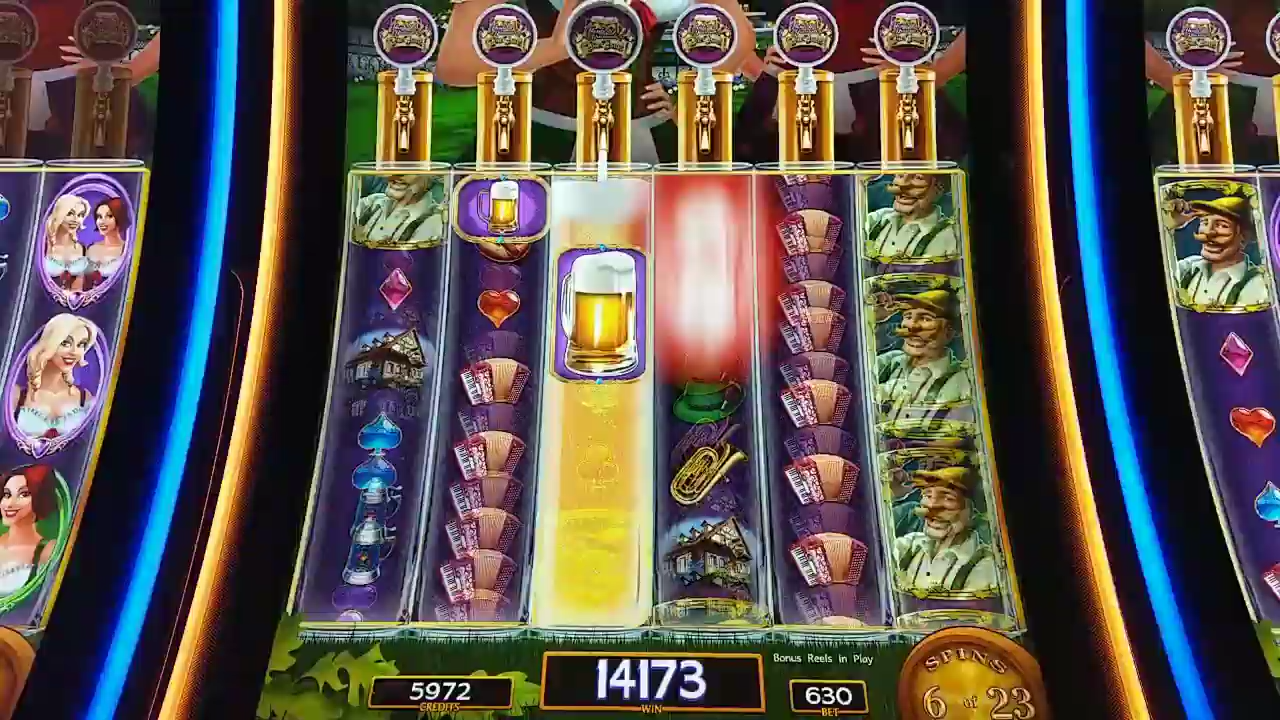 Bonus Reels in Play
5972
CREDITS
14173
WIN
630
BET
SPINS
6 of 23